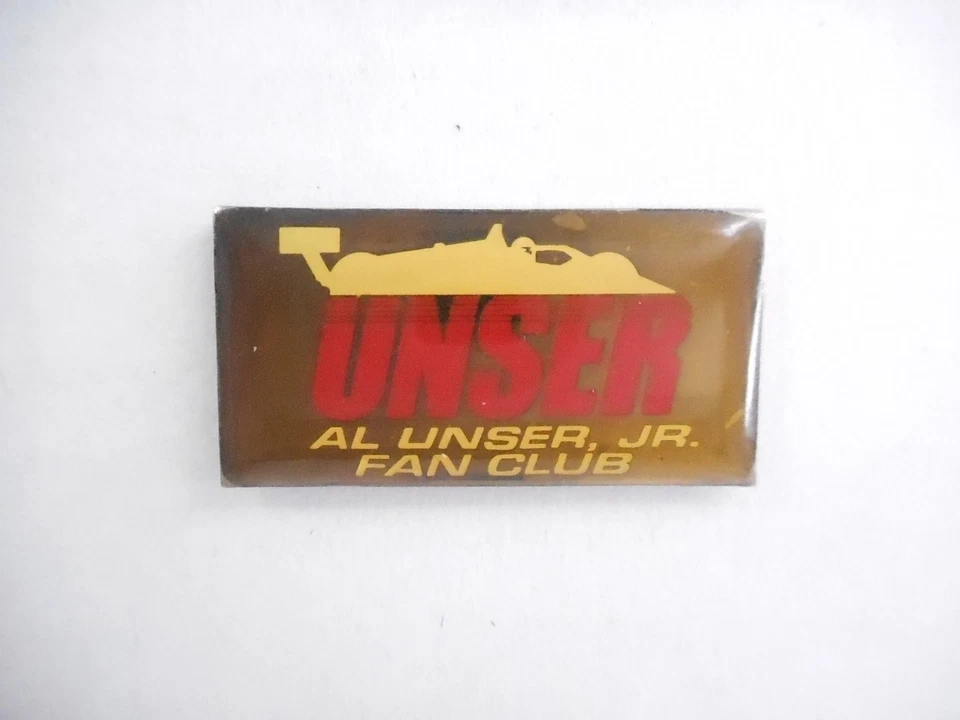 UNSER
AL UNSER, JR.
FAN CLUB